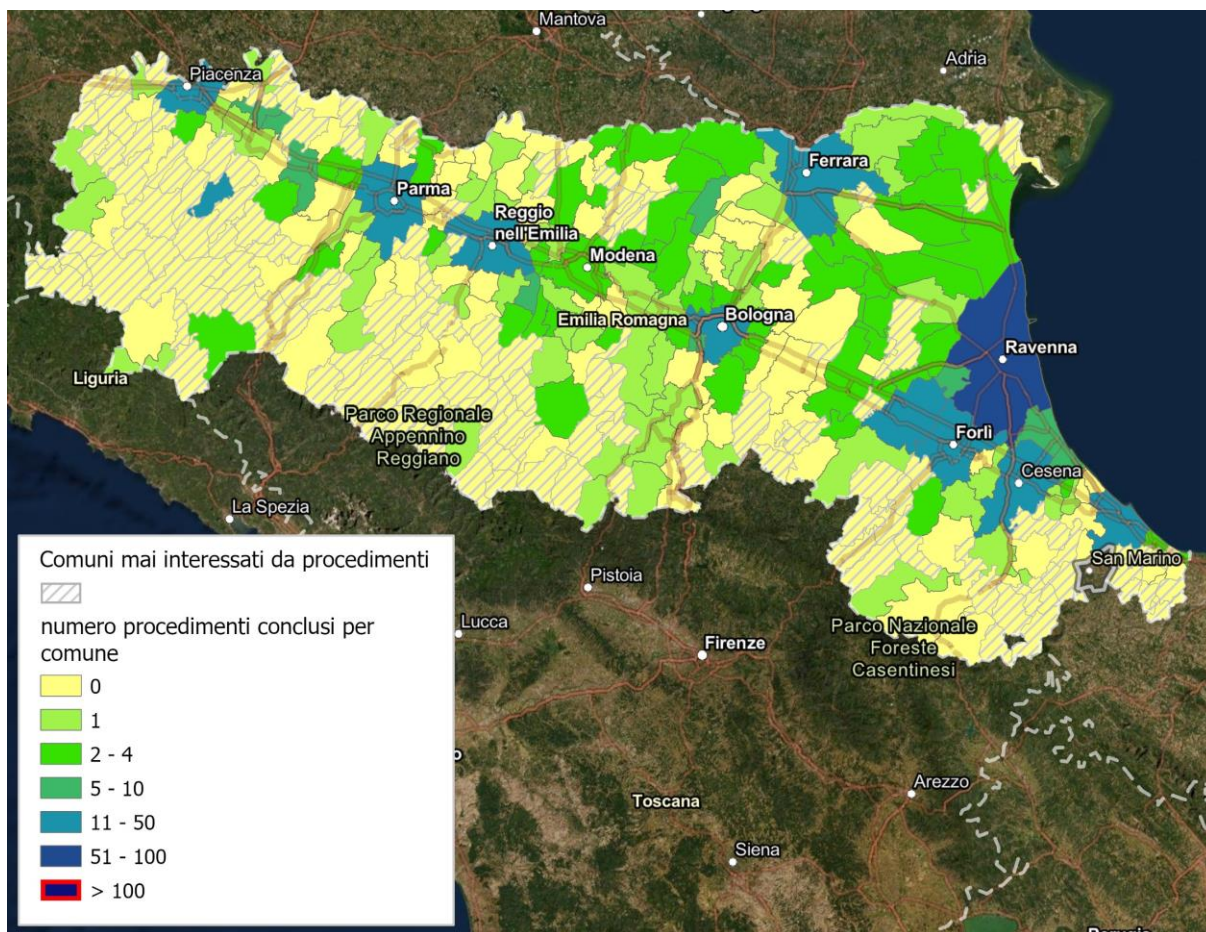 Mantova
Adria
Piacenza
Ferrara
Parma
Reggio
nell'Emilia
Modena
Emilia Romagna
Bologna
Ravenna
Liguria
Parco Regionale
Appennino
Reggiano
Forlì
Cesena
La Spezia
San Marino
Pistoia
Lucca
Parco Nazionale
Foreste
Casentinesi
Firenze
Arezzo
Toscana
Siena
Comuni mai interessati da procedimenti
numero procedimenti conclusi per
comune
0
1
2 - 4
5 - 10
11 - 50
51 - 100
> 100